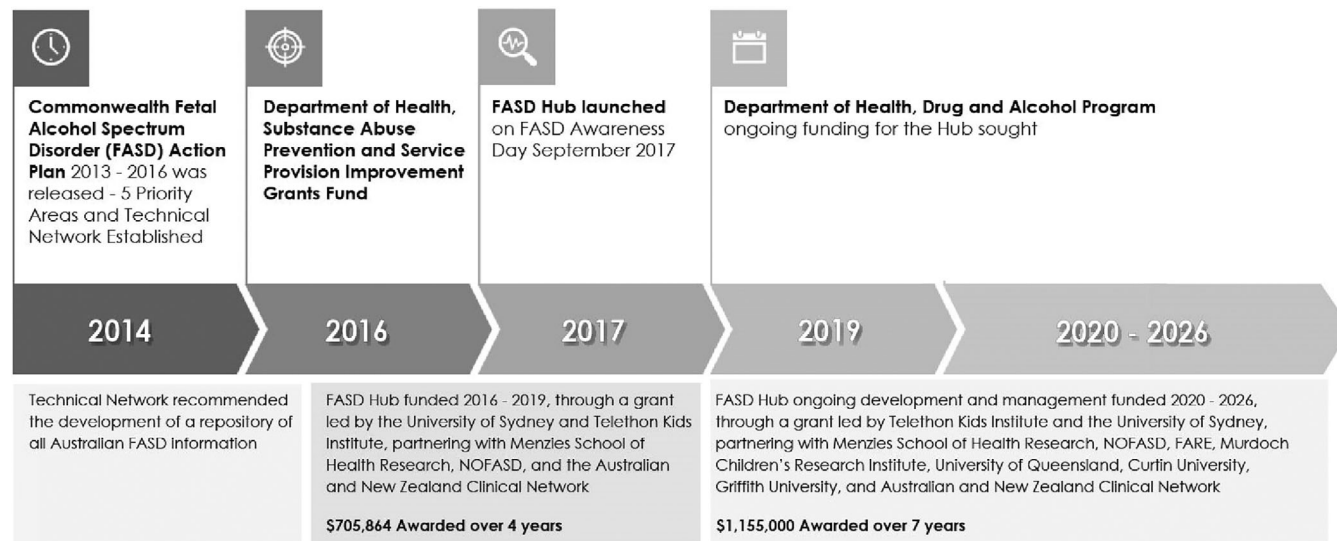 Commonwealth Fetal
Alcohol Spectrum
Disorder (FASD) Action
Plan 2013 - 2016 was
released - 5 Priority
Areas and Technical
Network Established
Department of Health,
Substance Abuse
Prevention and Service
Provision Improvement
Grants Fund
FASD Hub launched
on FASD Awareness
Day September 2017
Department of Health, Drug and Alcohol Program
ongoing funding for the Hub sought
2014
2016
2017
2019
2020 - 2026
Technical Network recommended
the development of a repository of
all Australian FASD information
FASD Hub funded 2016 - 2019, through a grant
led by the University of Sydney and Telethon Kids
Institute, partnering with Menzies School of
Health Research, NOFASD, and the Australian
and New Zealand Clinical Network
$705,864 Awarded over 4 years
FASD Hub ongoing development and management funded 2020 - 2026,
through a grant led by Telethon Kids Institute and the University of Sydney,
partnering with Menzies School of Health Research, NOFASD, FARE, Murdoch
Children's Research Institute, University of Queensland, Curtin University,
Griffith University, and Australian and New Zealand Clinical Network
$1,155,000 Awarded over 7 years